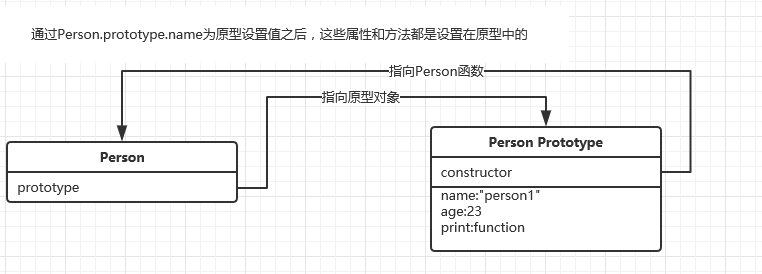 通过Person.prototype.name为原型设置值之后，这些属性和方法都是设置在原型中的
指向Person函数
指向原型对象
Person
prototype
Person Prototype
constructor
name:"person1"
age:23
print:function